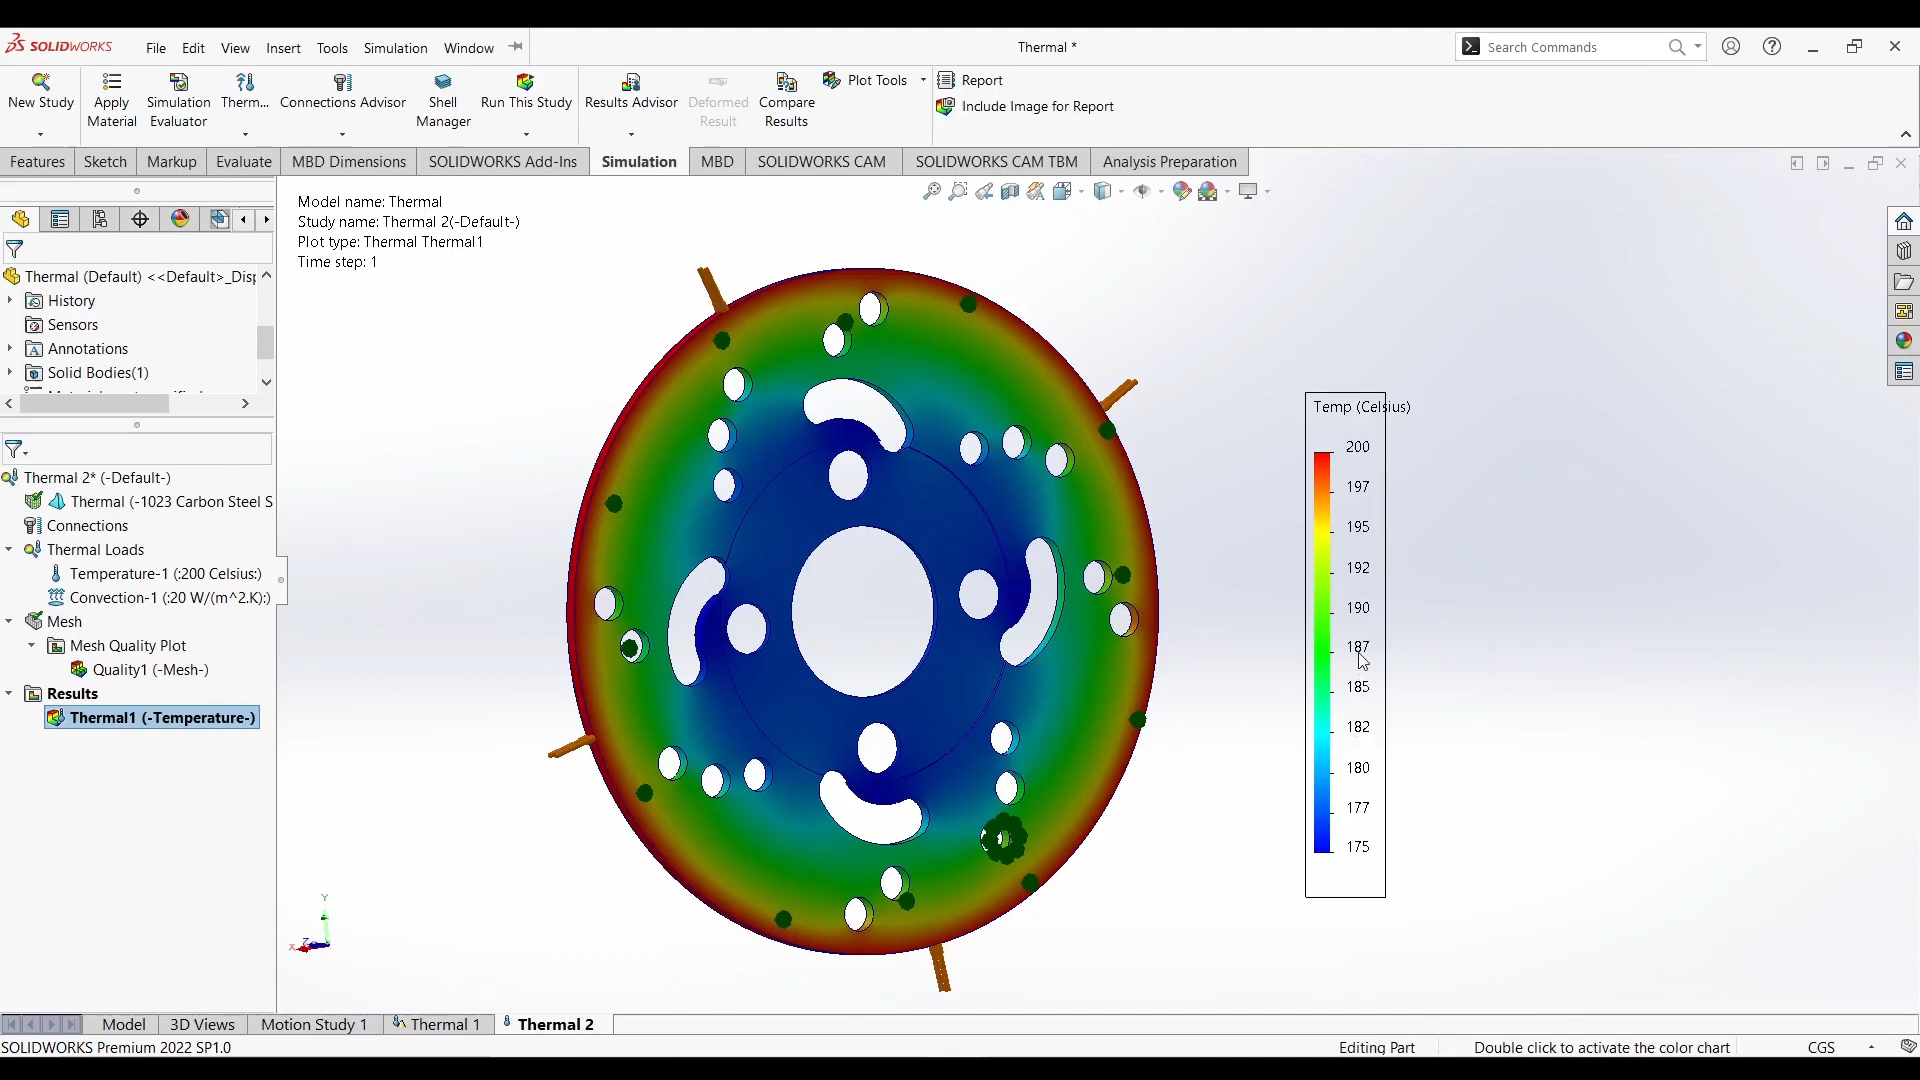 SOLIDWORKS
File Edit View Insert Tools Simulation Window
Thermal *
Search Commands
New Study
Apply Material
Simulation Evaluator
Therm...
Connections Advisor
Shell Manager
Run This Study
Results Advisor
Deformed Result
Compare Results
Plot Tools
Report
Include Image for Report
Features Sketch Markup Evaluate MBD Dimensions SOLIDWORKS Add-Ins Simulation MBD SOLIDWORKS CAM SOLIDWORKS CAM TBM Analysis Preparation
Thermal (Default) <<Default>_Disp
History
Sensors
Annotations
Solid Bodies(1)
Thermal 2* (-Default-)
Thermal (-1023 Carbon Steel S
Connections
Thermal Loads
Temperature-1 (:200 Celsius:)
Convection-1 (:20 W/(m^2.K):)
Mesh
Mesh Quality Plot
Quality1 (-Mesh-)
Results
Thermal1 (-Temperature-)
Model name: Thermal
Study name: Thermal 2(-Default-)
Plot type: Thermal Thermal1
Time step: 1
Temp (Celsius)
200
197
195
192
190
187
185
182
180
177
175
Y
X
Z
Model 3D Views Motion Study 1 Thermal 1 Thermal 2
SOLIDWORKS Premium 2022 SP1.0
Editing Part
Double click to activate the color chart
CGS